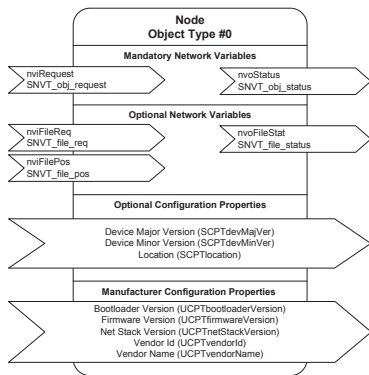 Node
Object Type #0
Mandatory Network Variables
nviRequest
SNVT_obj_request
nvoStatus
SNVT_obj_status
Optional Network Variables
nviFileReq
SNVT_file_req
nvoFileStat
SNVT_file_status
nviFilePos
SNVT_file_pos
Optional Configuration Properties
Device Major Version (SCPTdevMajVer)
Device Minor Version (SCPTdevMinVer)
Location (SCPTlocation)
Manufacturer Configuration Properties
Bootloader Version (UCPTbootloaderVersion)
Firmware Version (UCPTfirmwareVersion)
Net Stack Version (UCPTnetStackVersion)
Vendor Id (UCPTvendorId)
Vendor Name (UCPTvendorName)